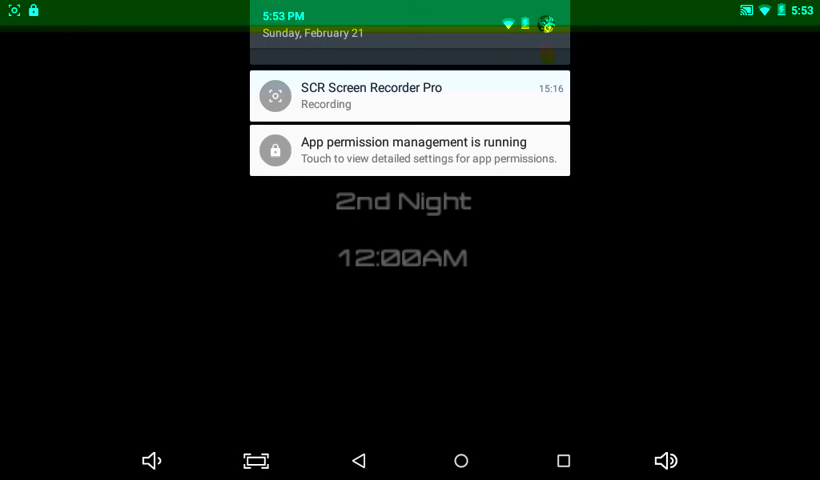 5:53
5:53 PM
Sunday, February 21
SCR Screen Recorder Pro
15:16
Recording
App permission management is running
Touch to view detailed settings for app permissions.
2nd Night
12:00AM